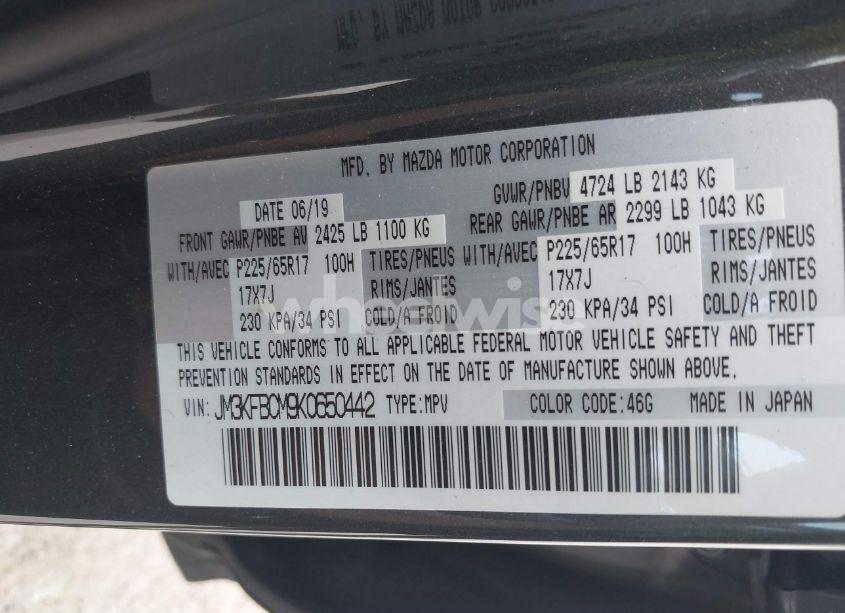 MFD. BY MAZDA MOTOR CORPORATION
DATE 06/19 GVWR/PNBV 4724 LB 2143 KG
FRONT GAWR/PNBE AV 2425 LB 1100 KG REAR GAWR/PNBE AR 2299 LB 1043 KG
WITH/AVEC P225/65R17 100H TIRES/PNEUS WITH/AVEC P225/65R17 100H TIRES/PNEUS
17X7J RIMS/JANTES 17X7J RIMS/JANTES
230 KPA/34 PSI COLD/A FROID 230 KPA/34 PSI COLD/A FROID
wheelwise
THIS VEHICLE CONFORMS TO ALL APPLICABLE FEDERAL MOTOR VEHICLE SAFETY AND THEFT
PREVENTION STANDARDS IN EFFECT ON THE DATE OF MANUFACTURE SHOWN ABOVE.
VIN: JM3KFBCM9K0650442 TYPE:MPV COLOR CODE:46G MADE IN JAPAN